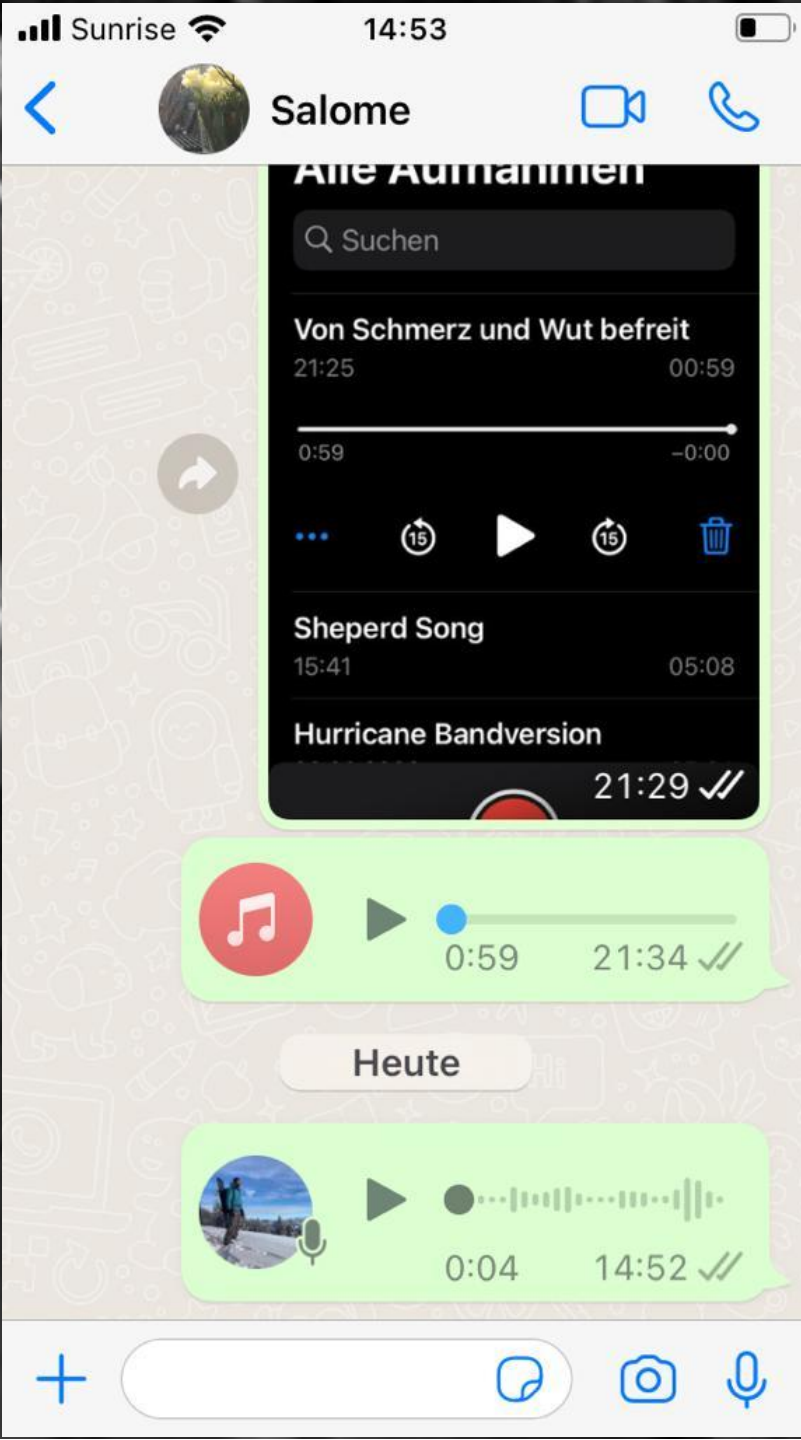 Sunrise 14:53
Salome
Alle Aufnahmen
Suchen
Von Schmerz und Wut befreit
21:25 00:59
0:59 −0:00
15 15
Sheperd Song
15:41 05:08
Hurricane Bandversion
21:29
0:59 21:34
Heute
0:04 14:52